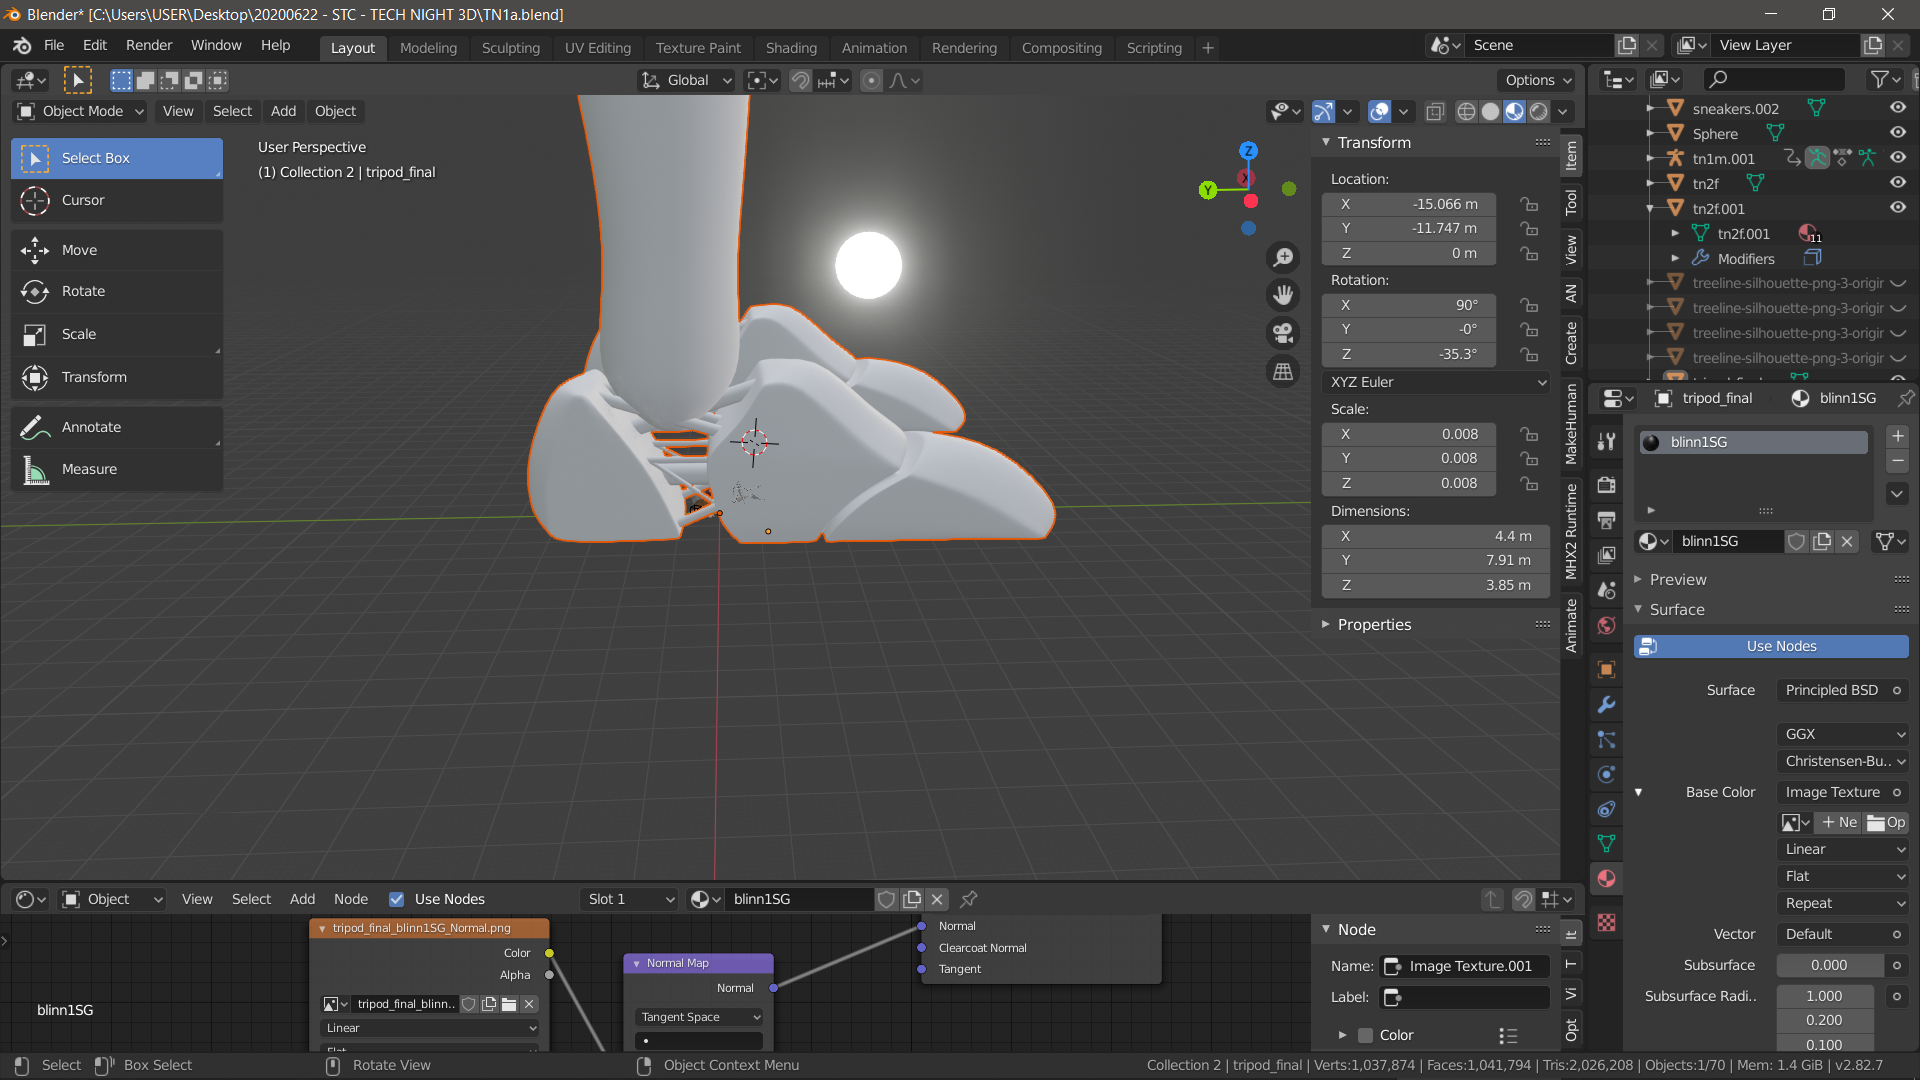 Blender* [C:\Users\USER\Desktop\20200622 - STC - TECH NIGHT 3D\TN1a.blend]
File Edit Render Window Help
Layout Modeling Sculpting UV Editing Texture Paint Shading Animation Rendering Compositing Scripting +
Scene
View Layer
Global
Options
Object Mode View Select Add Object
Select Box
Cursor
Move
Rotate
Scale
Transform
Annotate
Measure
User Perspective
(1) Collection 2 | tripod_final
Z
Y
X
Transform
Location:
X -15.066 m
Y -11.747 m
Z 0 m
Rotation:
X 90°
Y -0°
Z -35.3°
XYZ Euler
Scale:
X 0.008
Y 0.008
Z 0.008
Dimensions:
X 4.4 m
Y 7.91 m
Z 3.85 m
Properties
Item
Tool
View
AN
Create
MakeHuman
MHX2 Runtime
Animate
sneakers.002
Sphere
tn1m.001
tn2f
tn2f.001
tn2f.001 11
Modifiers
treeline-silhouette-png-3-origir
treeline-silhouette-png-3-origir
treeline-silhouette-png-3-origir
treeline-silhouette-png-3-origir
tripod_final blinn1SG
blinn1SG
blinn1SG
Preview
Surface
Use Nodes
Surface Principled BSD
GGX
Christensen-Bu..
Base Color Image Texture
+ Ne Op
Linear
Flat
Repeat
Vector Default
Subsurface 0.000
Subsurface Radi.. 1.000
0.200
0.100
Object View Select Add Node Use Nodes Slot 1 blinn1SG
tripod_final_blinn1SG_Normal.png
Color
Alpha
tripod_final_blinn..
Linear
Flat
Normal Map
Normal
Tangent Space
Normal
Clearcoat Normal
Tangent
blinn1SG
Node
Name: Image Texture.001
Label:
Color
It
T
Vi
Opt
Select Box Select Rotate View Object Context Menu
Collection 2 | tripod_final | Verts:1,037,874 | Faces:1,041,794 | Tris:2,026,208 | Objects:1/70 | Mem: 1.4 GiB | v2.82.7